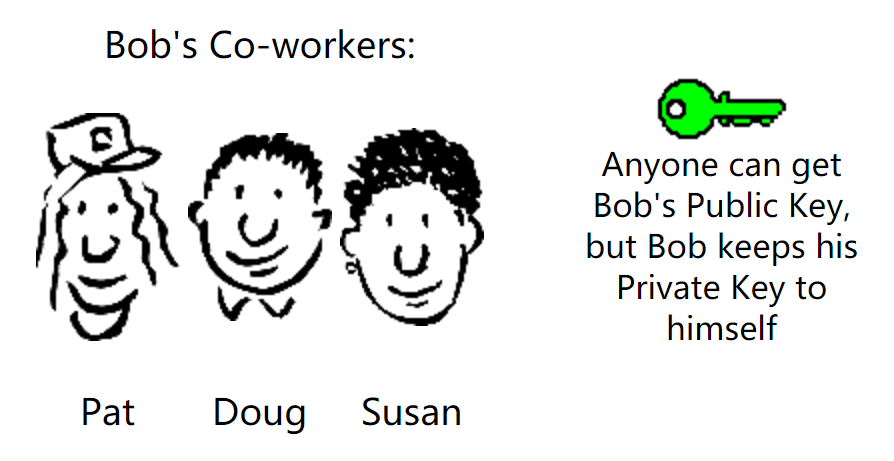 Bob's Co-workers:
Anyone can get
Bob's Public Key,
but Bob keeps his
Private Key to
himself
Pat Doug Susan